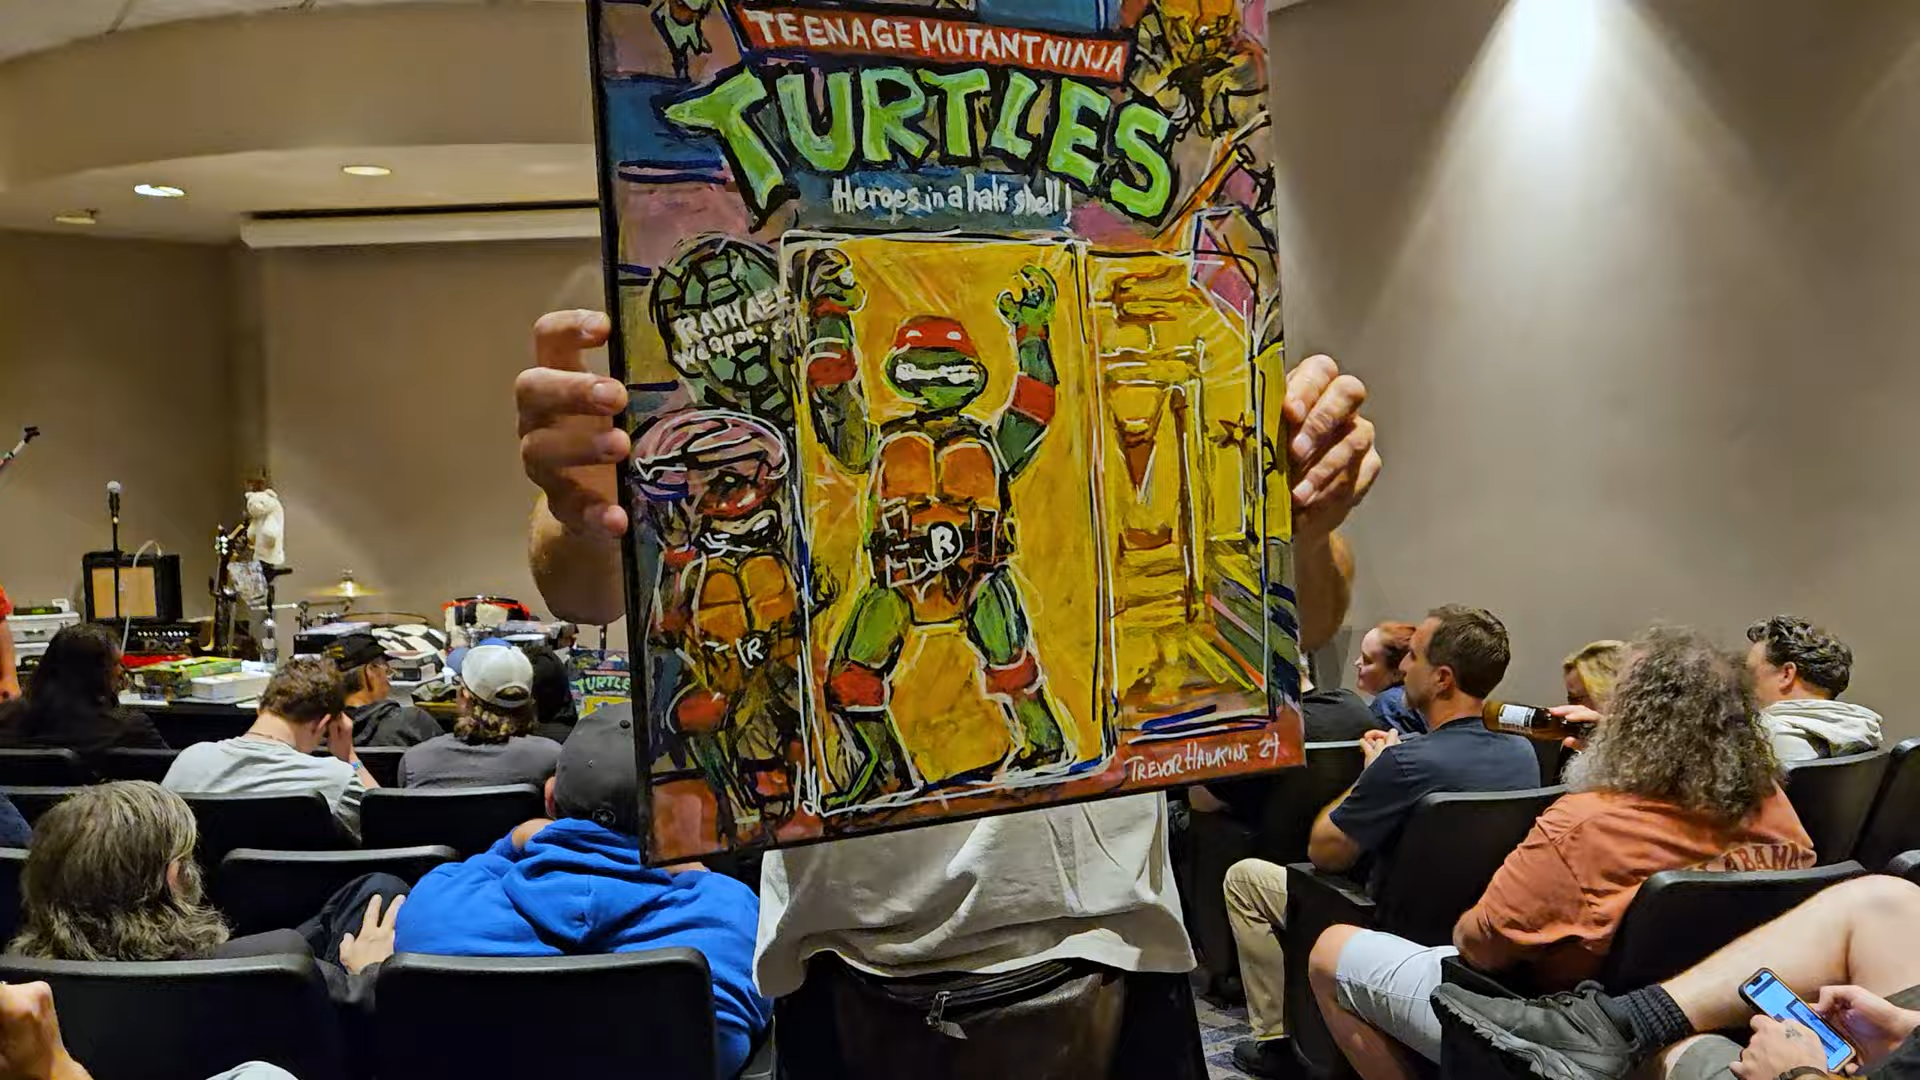 TEENAGE MUTANT NINJA
TURTLES
Heroes in a half shell!
RAPHAEL
R
R
TREVOR HAWKINS 24
TURTLES